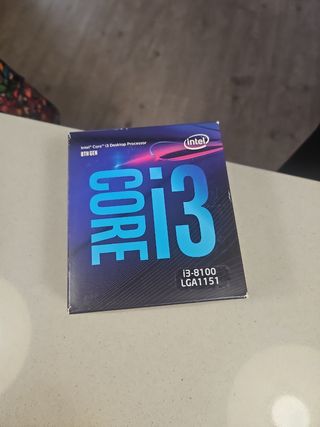 Intel® Core™ i3 Desktop Processor
8TH GEN
intel
CORE i3
i3-8100
LGA1151